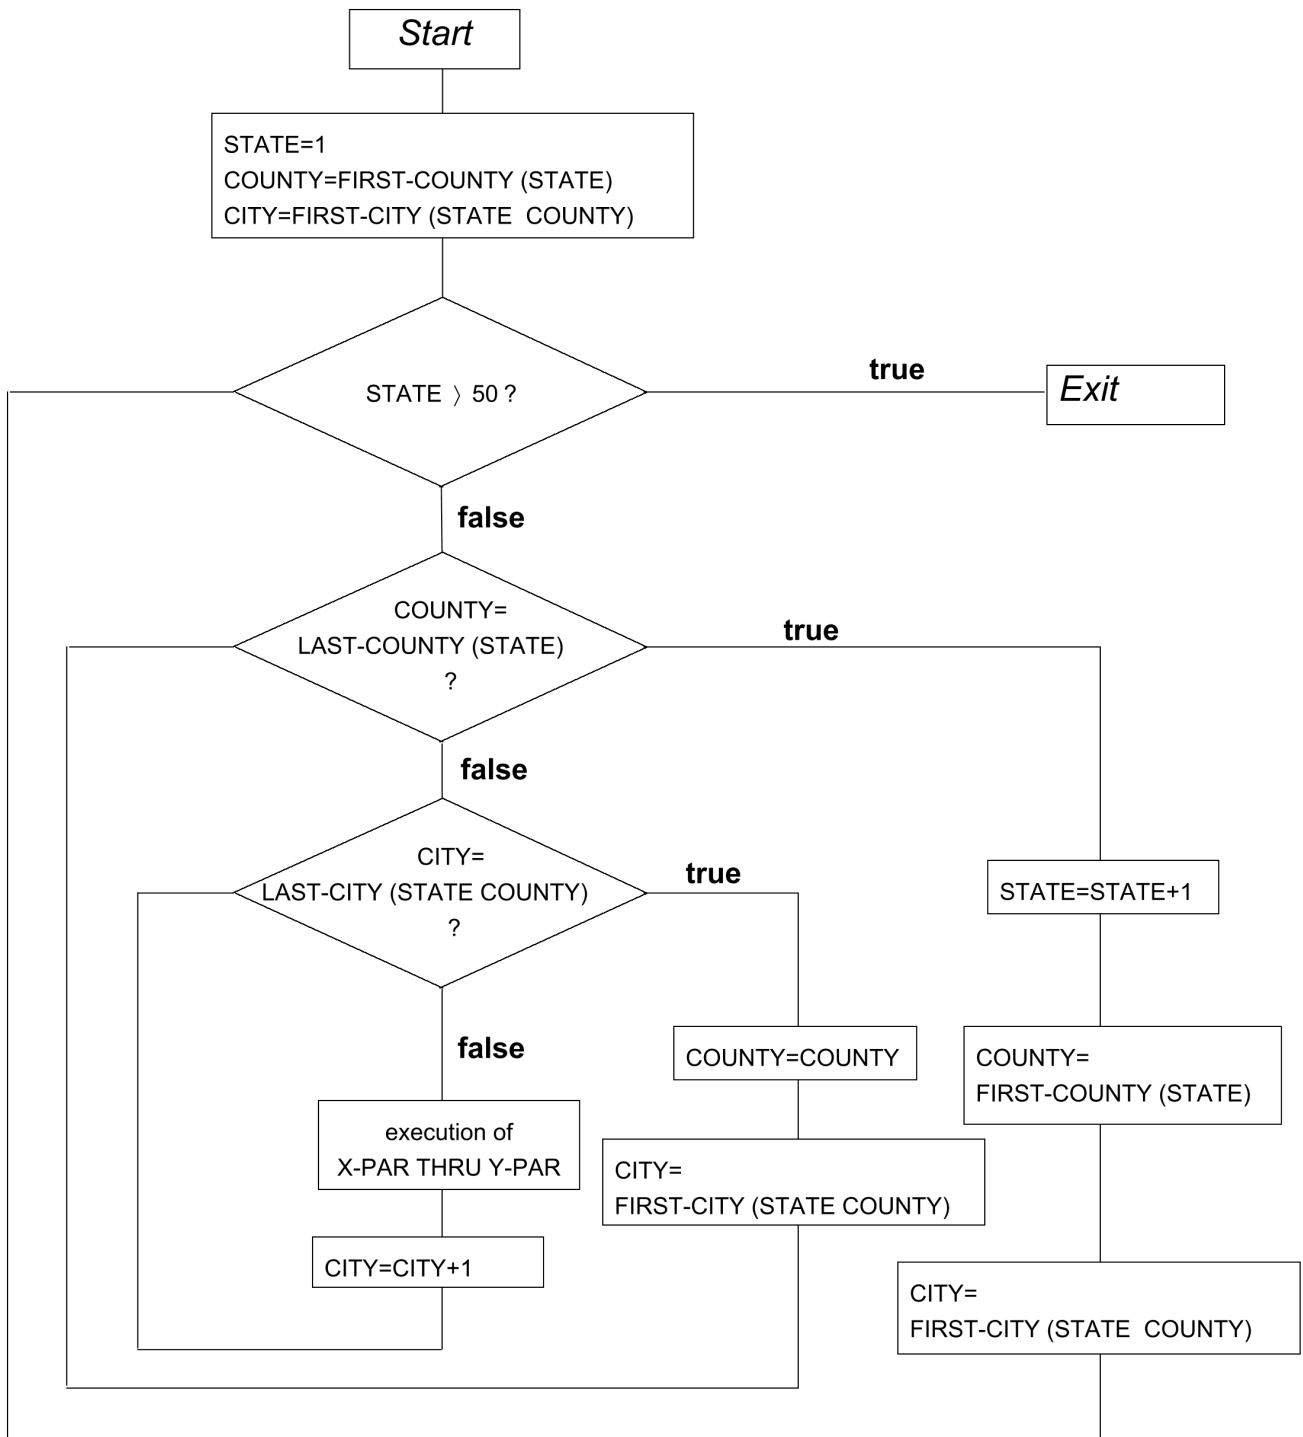 Start
STATE=1
COUNTY=FIRST-COUNTY (STATE)
CITY=FIRST-CITY (STATE  COUNTY)
STATE 〉 50 ?
true
Exit
false
COUNTY=
LAST-COUNTY (STATE)
?
true
false
CITY=
LAST-CITY (STATE COUNTY)
?
true
STATE=STATE+1
false
COUNTY=COUNTY
COUNTY=
FIRST-COUNTY (STATE)
execution of
X-PAR THRU Y-PAR
CITY=
FIRST-CITY (STATE COUNTY)
CITY=CITY+1
CITY=
FIRST-CITY (STATE  COUNTY)